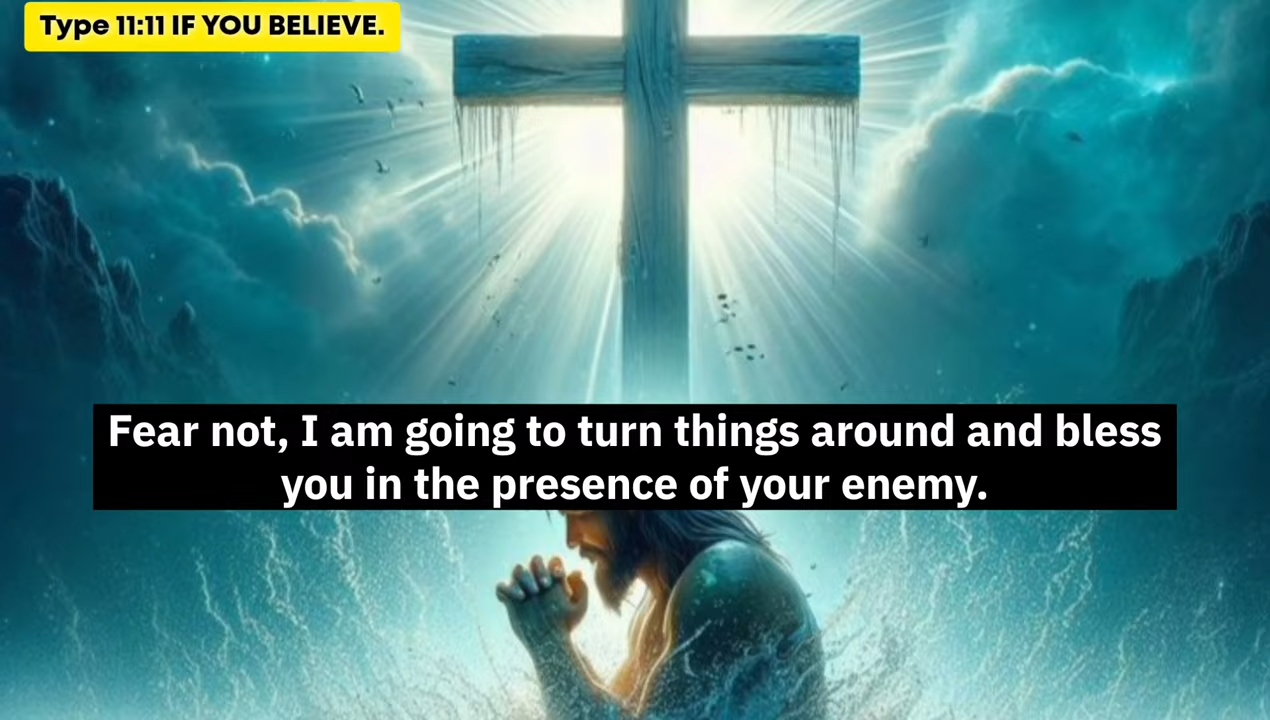 Type 11:11 IF YOU BELIEVE.
Fear not, I am going to turn things around and bless
you in the presence of your enemy.